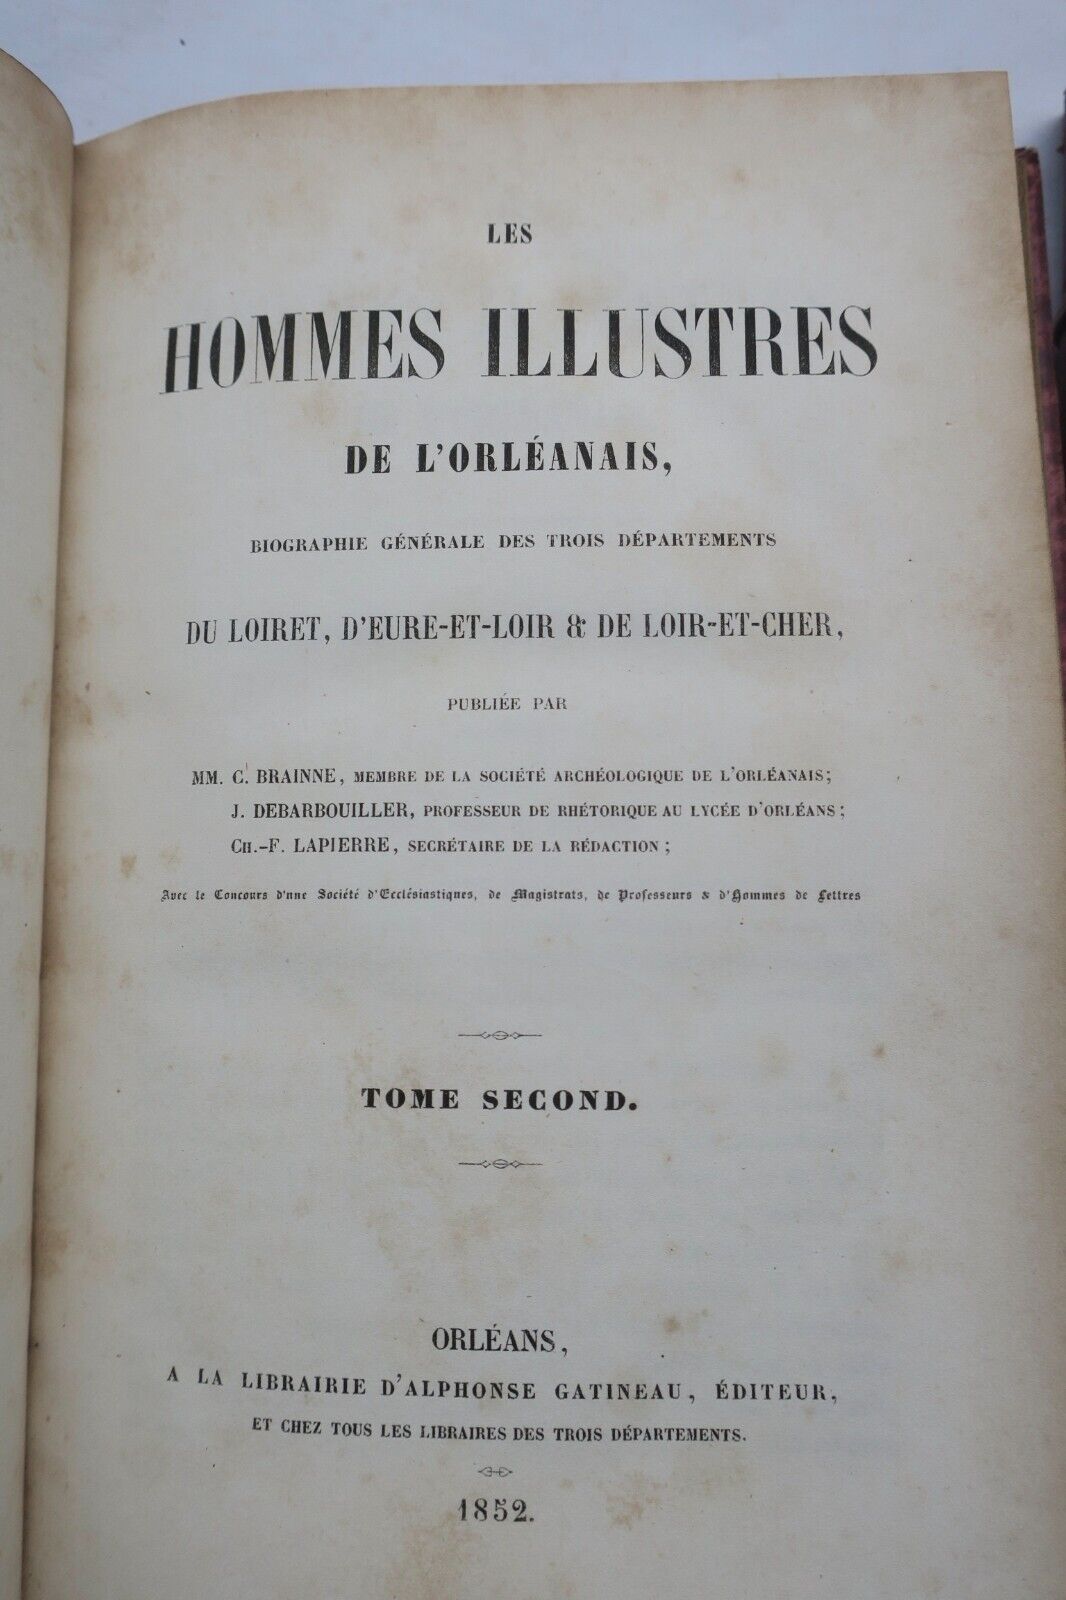 LES
HOMMES ILLUSTRES
DE L'ORLÉANAIS,
BIOGRAPHIE GÉNÉRALE DES TROIS DÉPARTEMENTS
DU LOIRET, D'EURE-ET-LOIR & DE LOIR-ET-CHER,
PUBLIÉE PAR
MM. C. BRAINNE, MEMBRE DE LA SOCIÉTÉ ARCHÉOLOGIQUE DE L'ORLÉANAIS;
J. DEBARBOUILLER, PROFESSEUR DE RHÉTORIQUE AU LYCÉE D'ORLÉANS;
CH.-F. LAPIERRE, SECRÉTAIRE DE LA RÉDACTION;
Avec le Concours d'une Société d'Ecclésiastiques, de Magistrats, de Professeurs & d'Hommes de Lettres
TOME SECOND.
ORLÉANS,
A LA LIBRAIRIE D'ALPHONSE GATINEAU, ÉDITEUR,
ET CHEZ TOUS LES LIBRAIRES DES TROIS DÉPARTEMENTS.
1852.